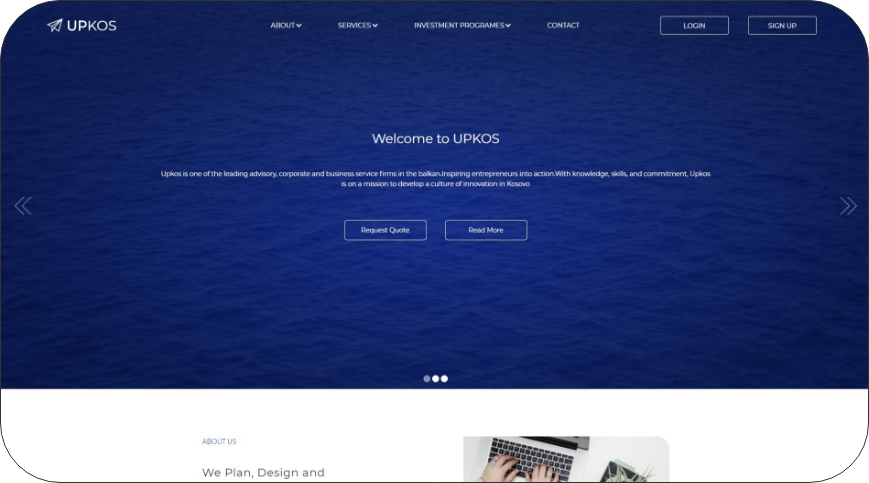 UPKOS
ABOUT
SERVICES
INVESTMENT PROGRAMES
CONTACT
LOGIN
SIGN UP
Welcome to UPKOS
Upkos is one of the leading advisory, corporate and business service firms in the balkan.Inspiring entrepreneurs into action.With knowledge, skills, and commitment, Upkos
is on a mission to develop a culture of innovation in Kosovo
Request Quote
Read More
ABOUT US
We Plan, Design and